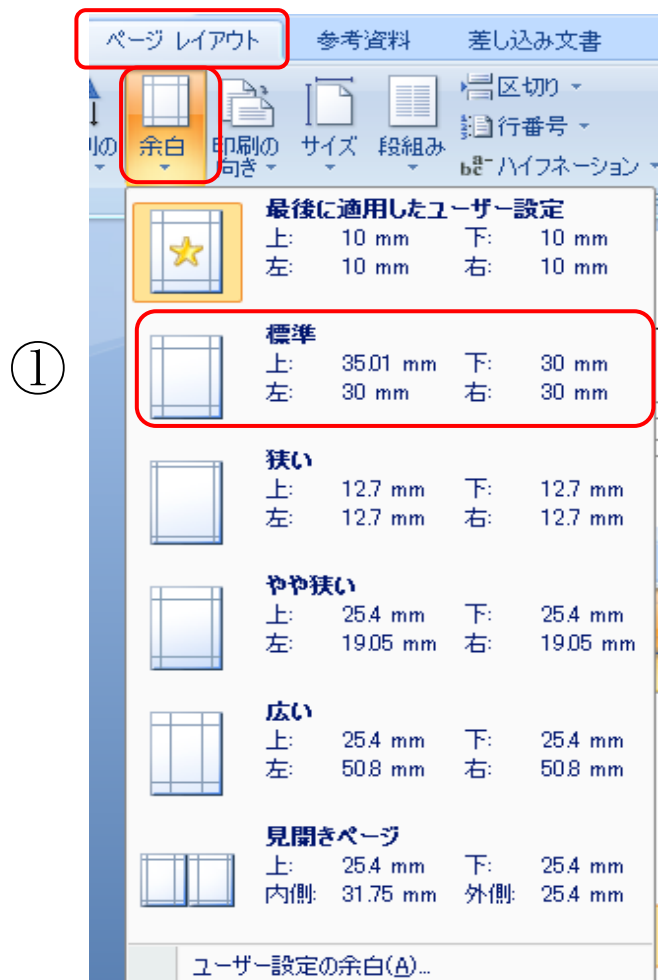 ページ レイアウト 参考資料 差し込み文書
余白 印刷の向き サイズ 段組み
区切り
行番号
ハイフネーション
最後に適用したユーザー設定
上: 10 mm 下: 10 mm
左: 10 mm 右: 10 mm
①
標準
上: 35.01 mm 下: 30 mm
左: 30 mm 右: 30 mm
狭い
上: 12.7 mm 下: 12.7 mm
左: 12.7 mm 右: 12.7 mm
やや狭い
上: 25.4 mm 下: 25.4 mm
左: 19.05 mm 右: 19.05 mm
広い
上: 25.4 mm 下: 25.4 mm
左: 50.8 mm 右: 50.8 mm
見開きページ
上: 25.4 mm 下: 25.4 mm
内側: 31.75 mm 外側: 25.4 mm
ユーザー設定の余白(A)...